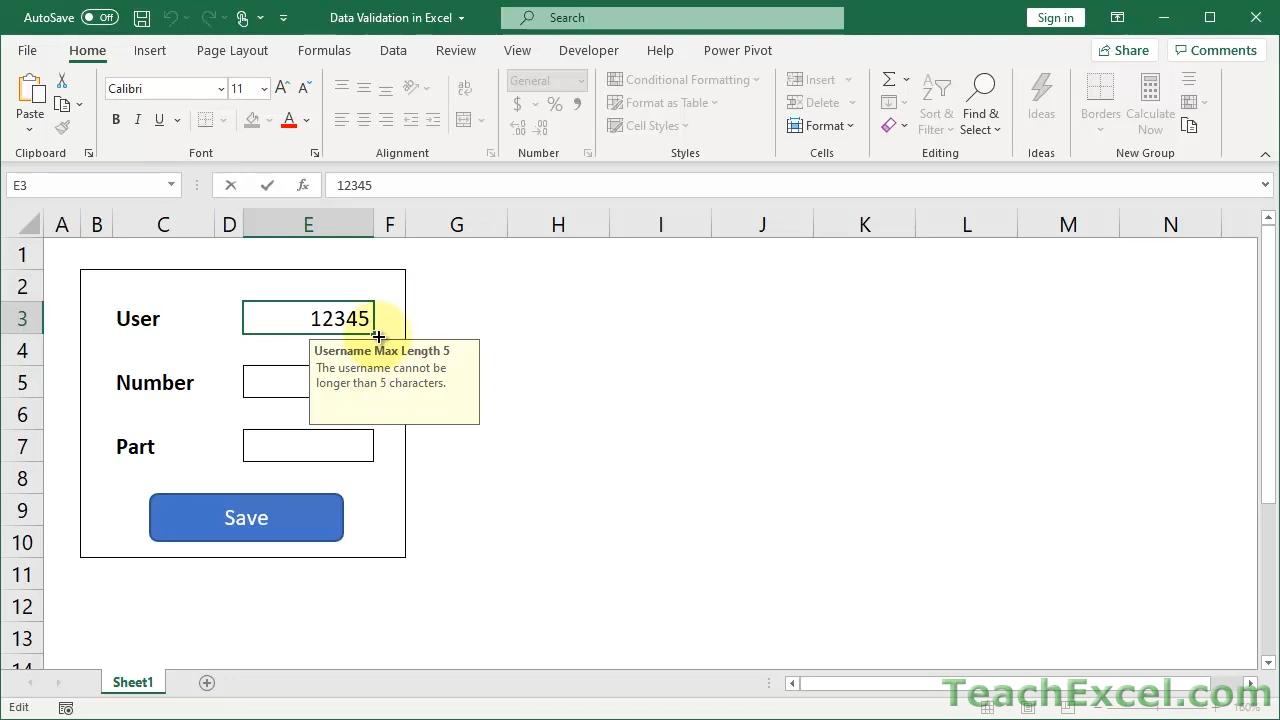 AutoSave Off Data Validation in Excel Search Sign in
File Home Insert Page Layout Formulas Data Review View Developer Help Power Pivot Share Comments
Paste
Calibri 11
B I U A
General
$ % ,
Conditional Formatting
Format as Table
Cell Styles
Insert
Delete
Format
Sort & Filter
Find & Select
Ideas
Borders
Calculate Now
Clipboard Font Alignment Number Styles Cells Editing Ideas New Group
E3 fx 12345
A B C D E F G H I J K L M N
1
2
3 User 12345
Username Max Length 5
The username cannot be
longer than 5 characters.
4
5 Number
6
7 Part
8
9 Save
10
11
12
13
14
Sheet1
TeachExcel.com
Edit 100%